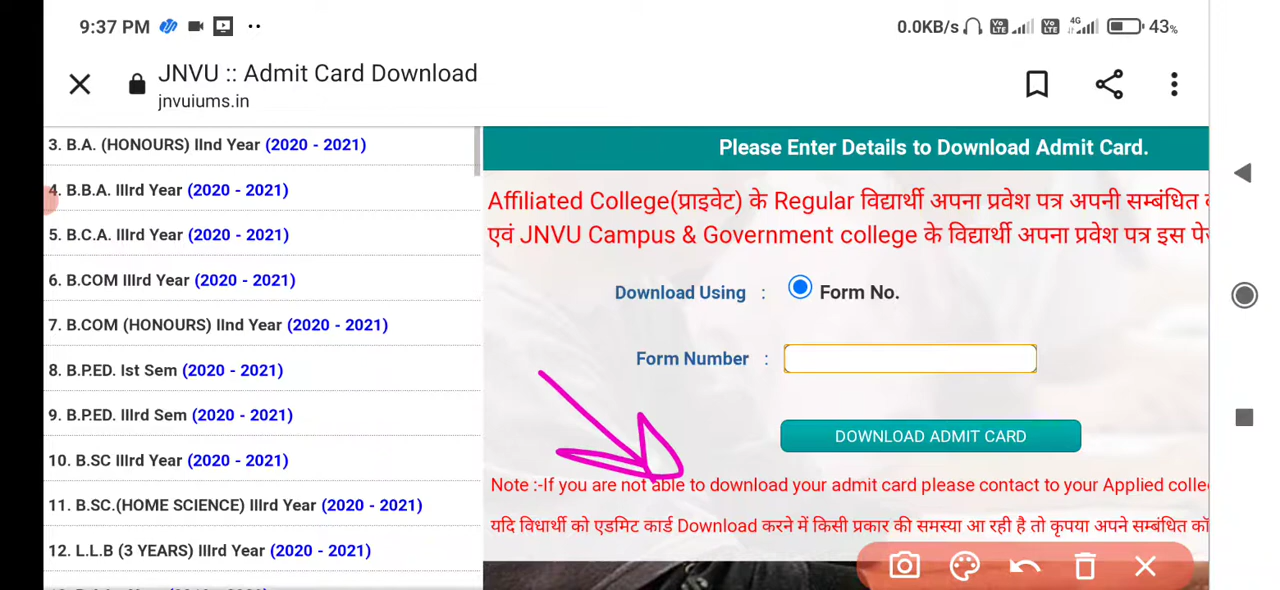 9:37 PM
0.0KB/s
4G
43%
JNVU :: Admit Card Download
jnvuiums.in
3. B.A. (HONOURS) IInd Year (2020 - 2021)
4. B.B.A. IIIrd Year (2020 - 2021)
5. B.C.A. IIIrd Year (2020 - 2021)
6. B.COM IIIrd Year (2020 - 2021)
7. B.COM (HONOURS) IInd Year (2020 - 2021)
8. B.P.ED. Ist Sem (2020 - 2021)
9. B.P.ED. IIIrd Sem (2020 - 2021)
10. B.SC IIIrd Year (2020 - 2021)
11. B.SC.(HOME SCIENCE) IIIrd Year (2020 - 2021)
12. L.L.B (3 YEARS) IIIrd Year (2020 - 2021)
Please Enter Details to Download Admit Card.
Affiliated College(प्राइवेट) के Regular विद्यार्थी अपना प्रवेश पत्र अपनी सम्बंधित
एवं JNVU Campus & Government college के विद्यार्थी अपना प्रवेश पत्र इस
Download Using : Form No.
Form Number :
DOWNLOAD ADMIT CARD
Note :-If you are not able to download your admit card please contact to your Applied
यदि विधार्थी को एडमिट कार्ड Download करने में किसी प्रकार की समस्या आ रही है तो कृपया अपने सम्बंधित